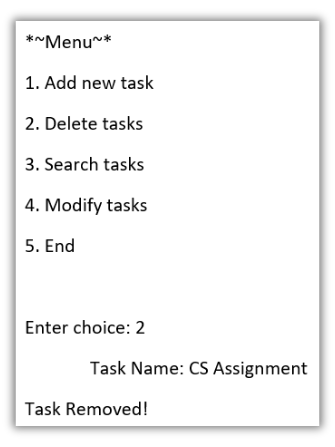 *~Menu~*
1. Add new task
2. Delete tasks
3. Search tasks
4. Modify tasks
5. End
Enter choice: 2
Task Name: CS Assignment
Task Removed!